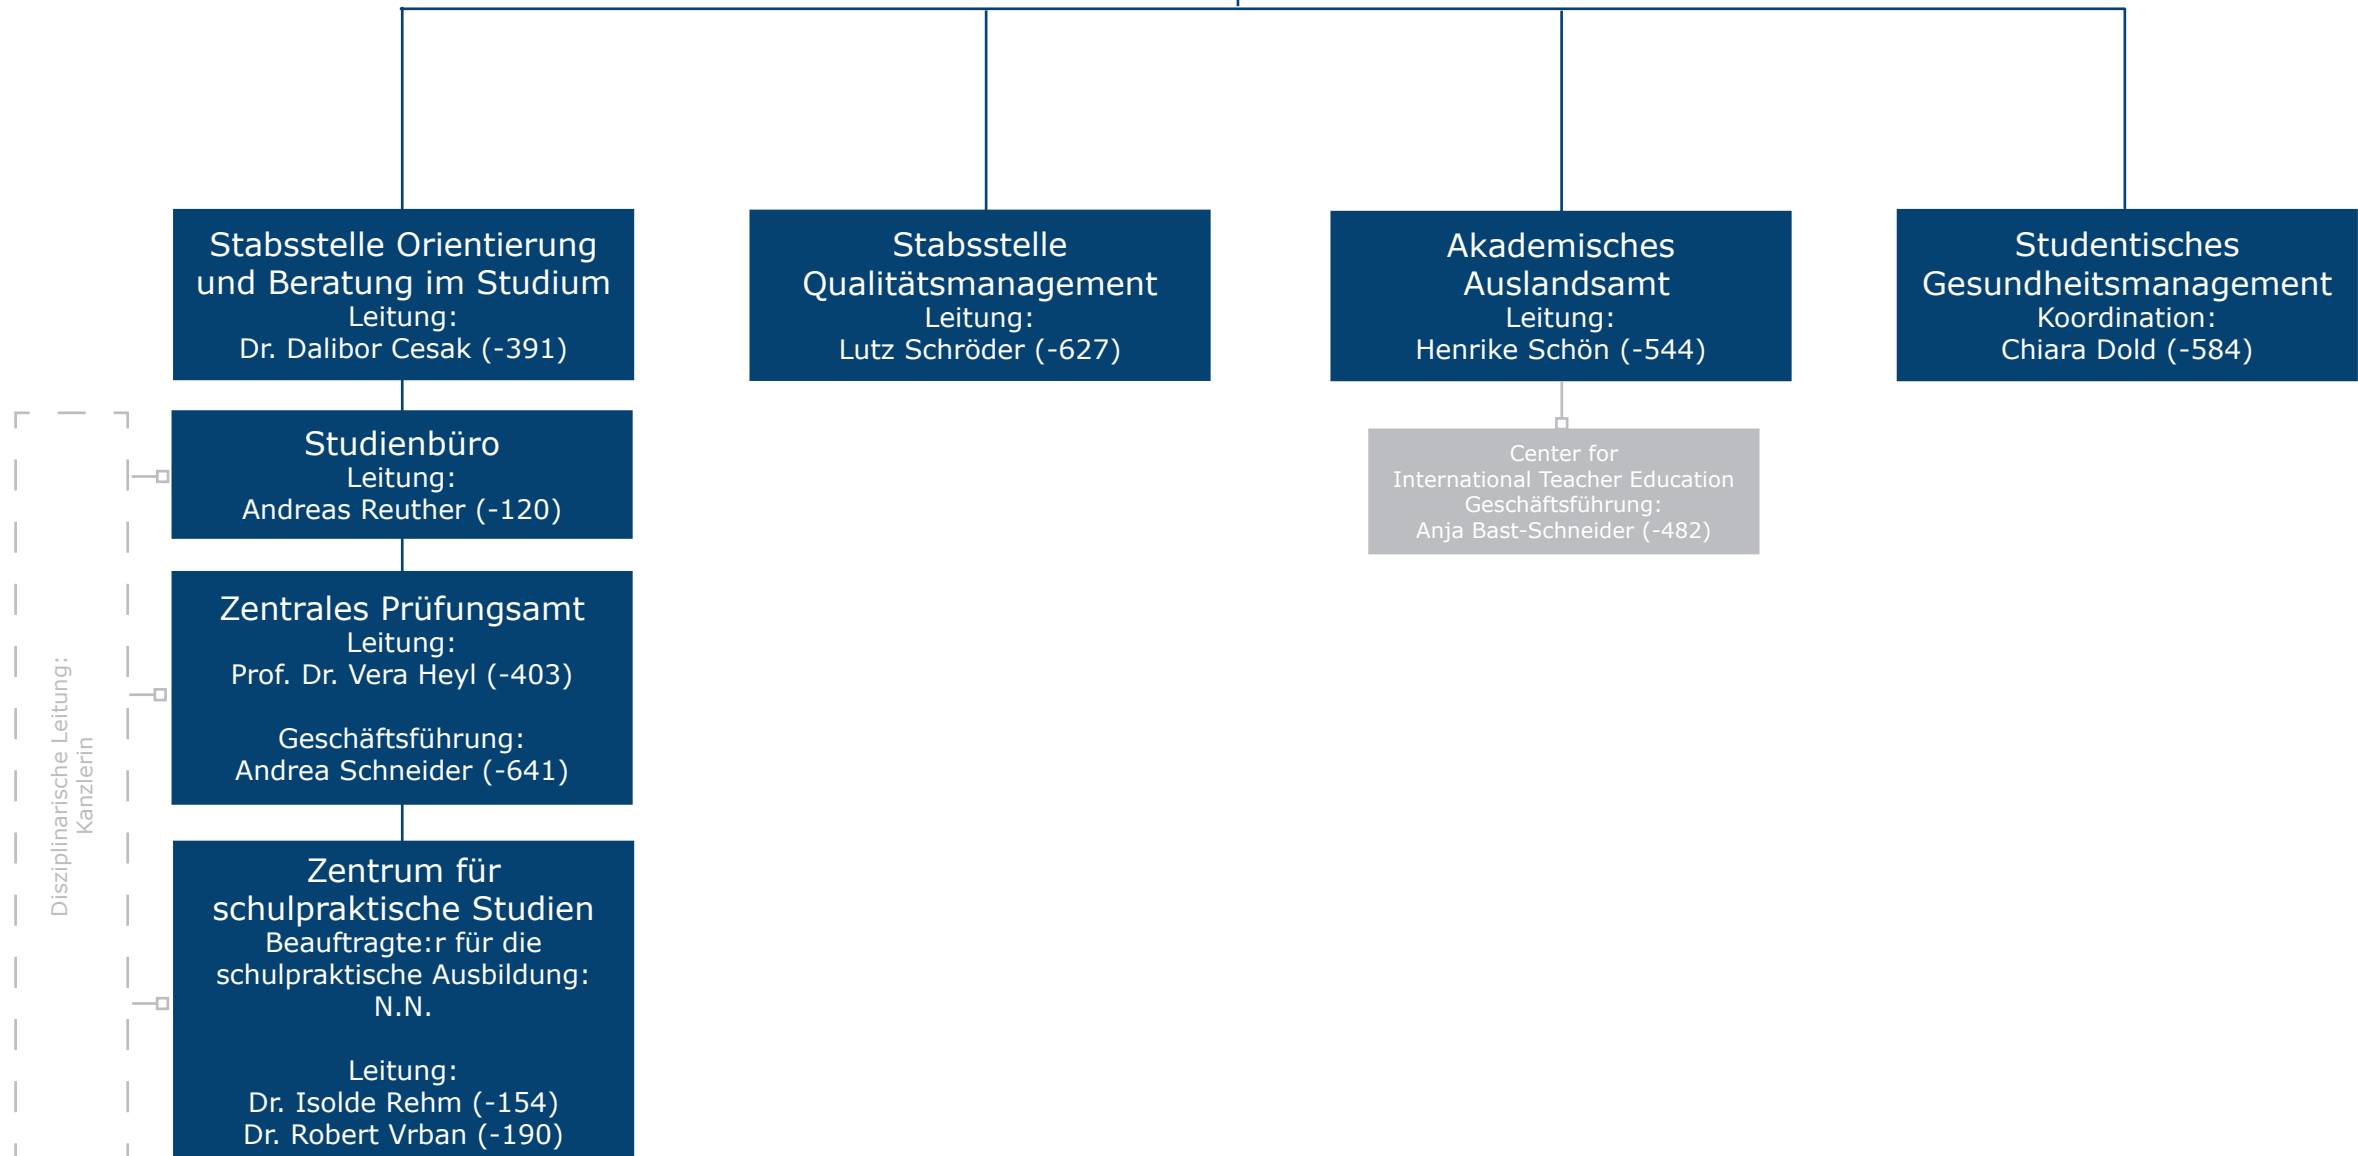 Stabsstelle Orientierung
und Beratung im Studium
Leitung:
Dr. Dalibor Cesak (-391)
Stabsstelle
Qualitätsmanagement
Leitung:
Lutz Schröder (-627)
Akademisches
Auslandsamt
Leitung:
Henrike Schön (-544)
Studentisches
Gesundheitsmanagement
Koordination:
Chiara Dold (-584)
Studienbüro
Leitung:
Andreas Reuther (-120)
Center for
International Teacher Education
Geschäftsführung:
Anja Bast-Schneider (-482)
Zentrales Prüfungsamt
Leitung:
Prof. Dr. Vera Heyl (-403)
Geschäftsführung:
Andrea Schneider (-641)
Disziplinarische Leitung:
Kanzlerin
Zentrum für
schulpraktische Studien
Beauftragte:r für die
schulpraktische Ausbildung:
N.N.
Leitung:
Dr. Isolde Rehm (-154)
Dr. Robert Vrban (-190)